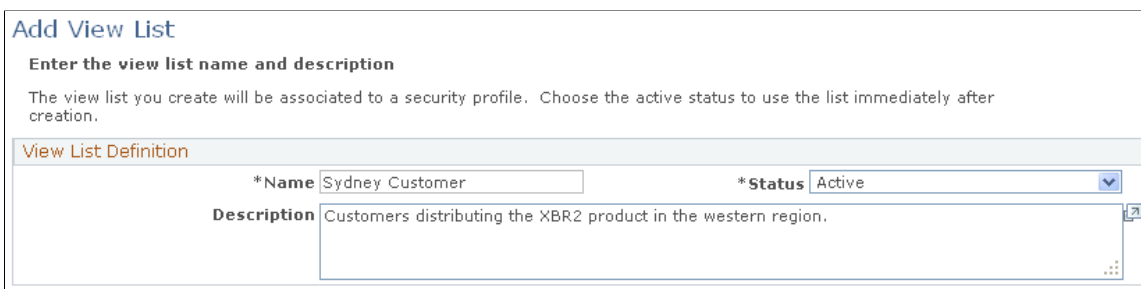 Add View List
Enter the view list name and description
The view list you create will be associated to a security profile.  Choose the active status to use the list immediately after
creation.
View List Definition
*Name Sydney Customer *Status Active
Description Customers distributing the XBR2 product in the western region.